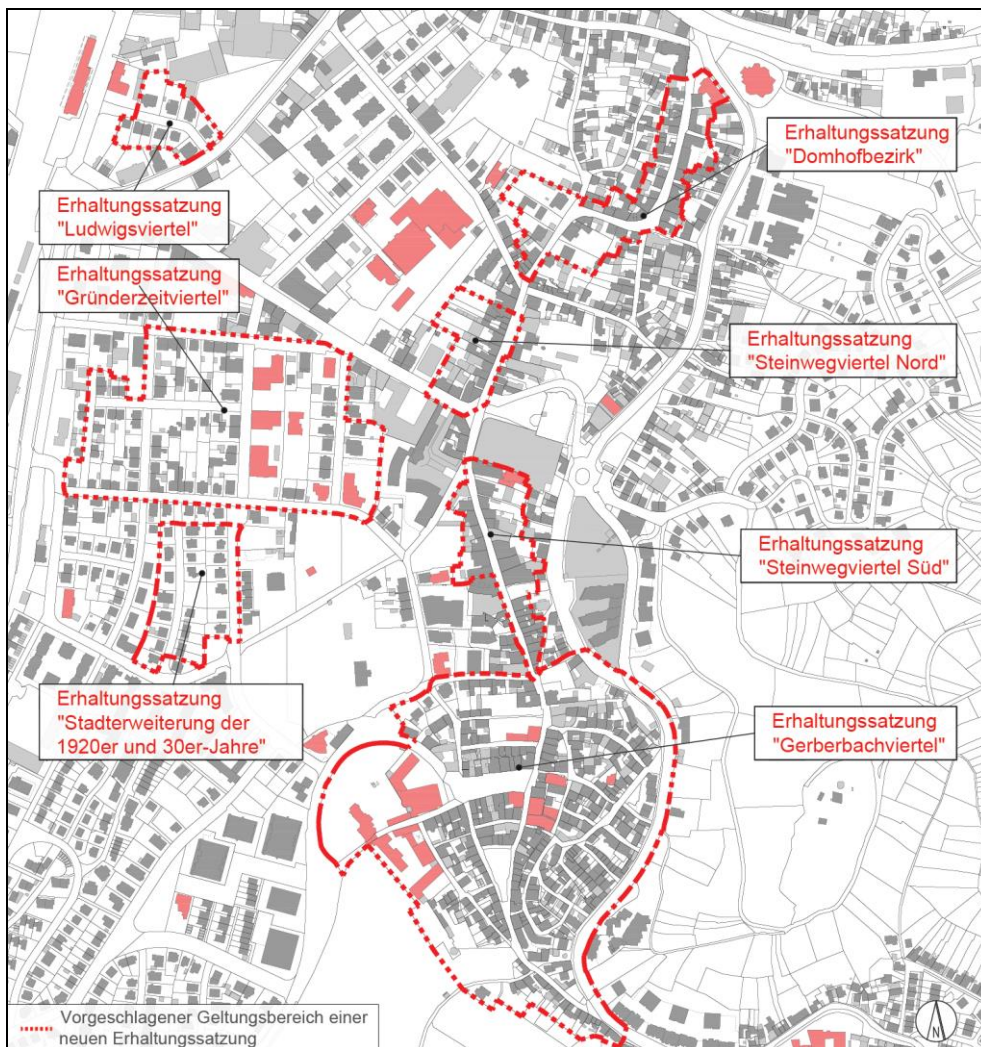 Erhaltungssatzung
"Domhofbezirk"
Erhaltungssatzung
"Ludwigsviertel"
Erhaltungssatzung
"Gründerzeitviertel"
Erhaltungssatzung
"Steinwegviertel Nord"
Erhaltungssatzung
"Steinwegviertel Süd"
Erhaltungssatzung
"Stadterweiterung der
1920er und 30er-Jahre"
Erhaltungssatzung
"Gerberbachviertel"
Vorgeschlagener Geltungsbereich einer
neuen Erhaltungssatzung
N